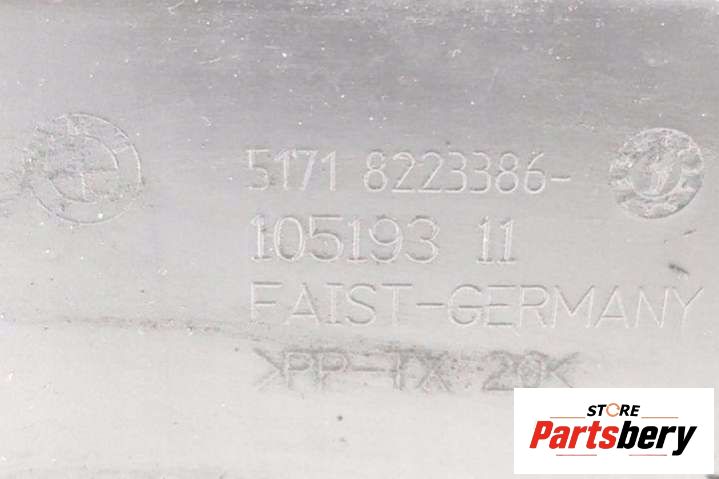 5171 8223386-
105193 11
FAIST-GERMANY
>PP-TX 20<
STORE
Partsbery